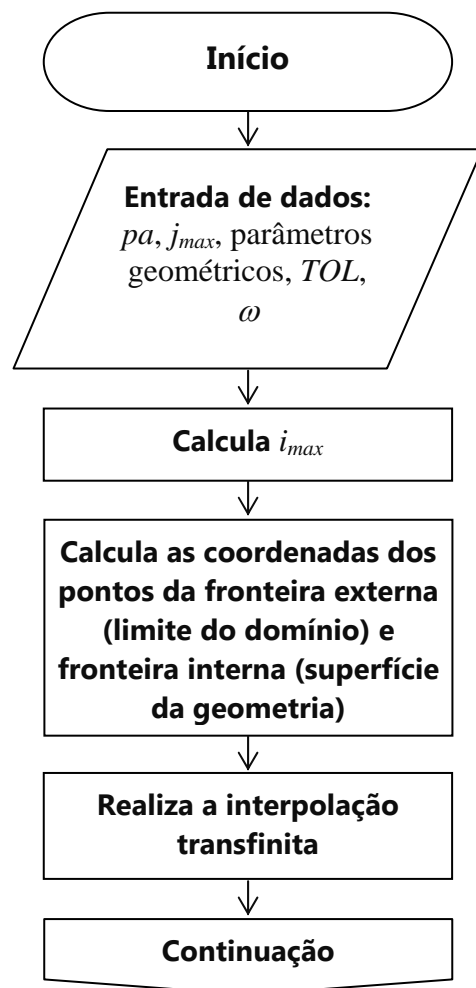 Início
Entrada de dados:
pa, jmax, parâmetros
geométricos, TOL,
ω
Calcula imax
Calcula as coordenadas dos
pontos da fronteira externa
(limite do domínio) e
fronteira interna (superfície
da geometria)
Realiza a interpolação
transfinita
Continuação